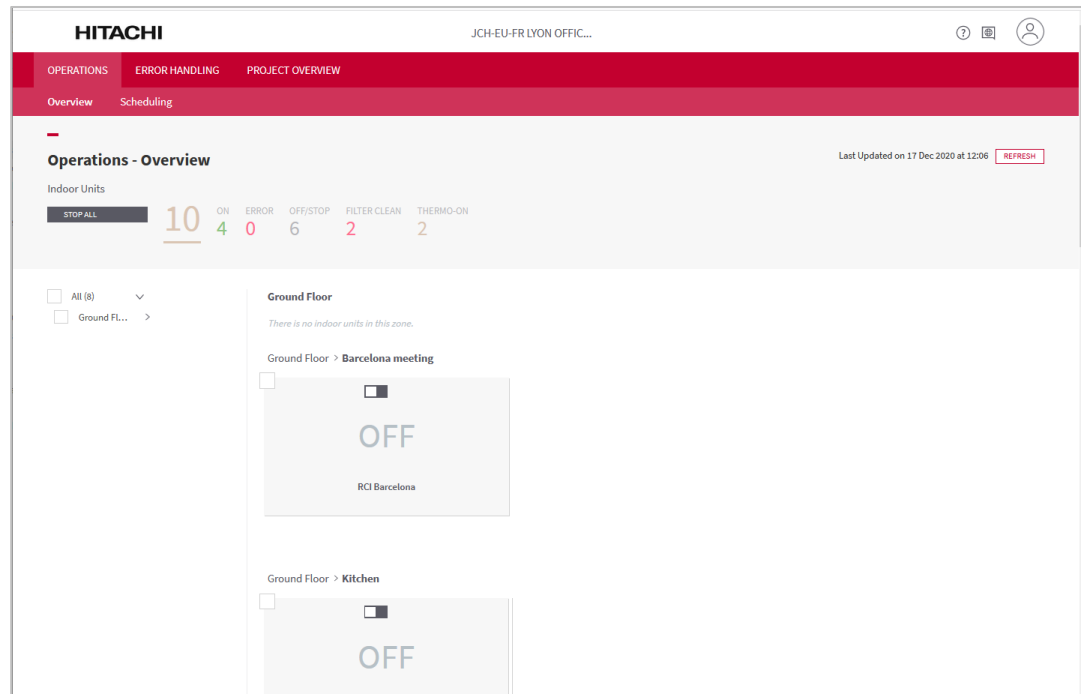 HITACHI
JCH-EU-FR LYON OFFIC...
?
OPERATIONS ERROR HANDLING PROJECT OVERVIEW
Overview Scheduling
Operations - Overview
Last Updated on 17 Dec 2020 at 12:06 REFRESH
Indoor Units
STOP ALL
10
ON ERROR OFF/STOP FILTER CLEAN THERMO-ON
4 0 6 2 2
All (8)
Ground Fl... >
Ground Floor
There is no indoor units in this zone.
Ground Floor > Barcelona meeting
OFF
RCI Barcelona
Ground Floor > Kitchen
OFF